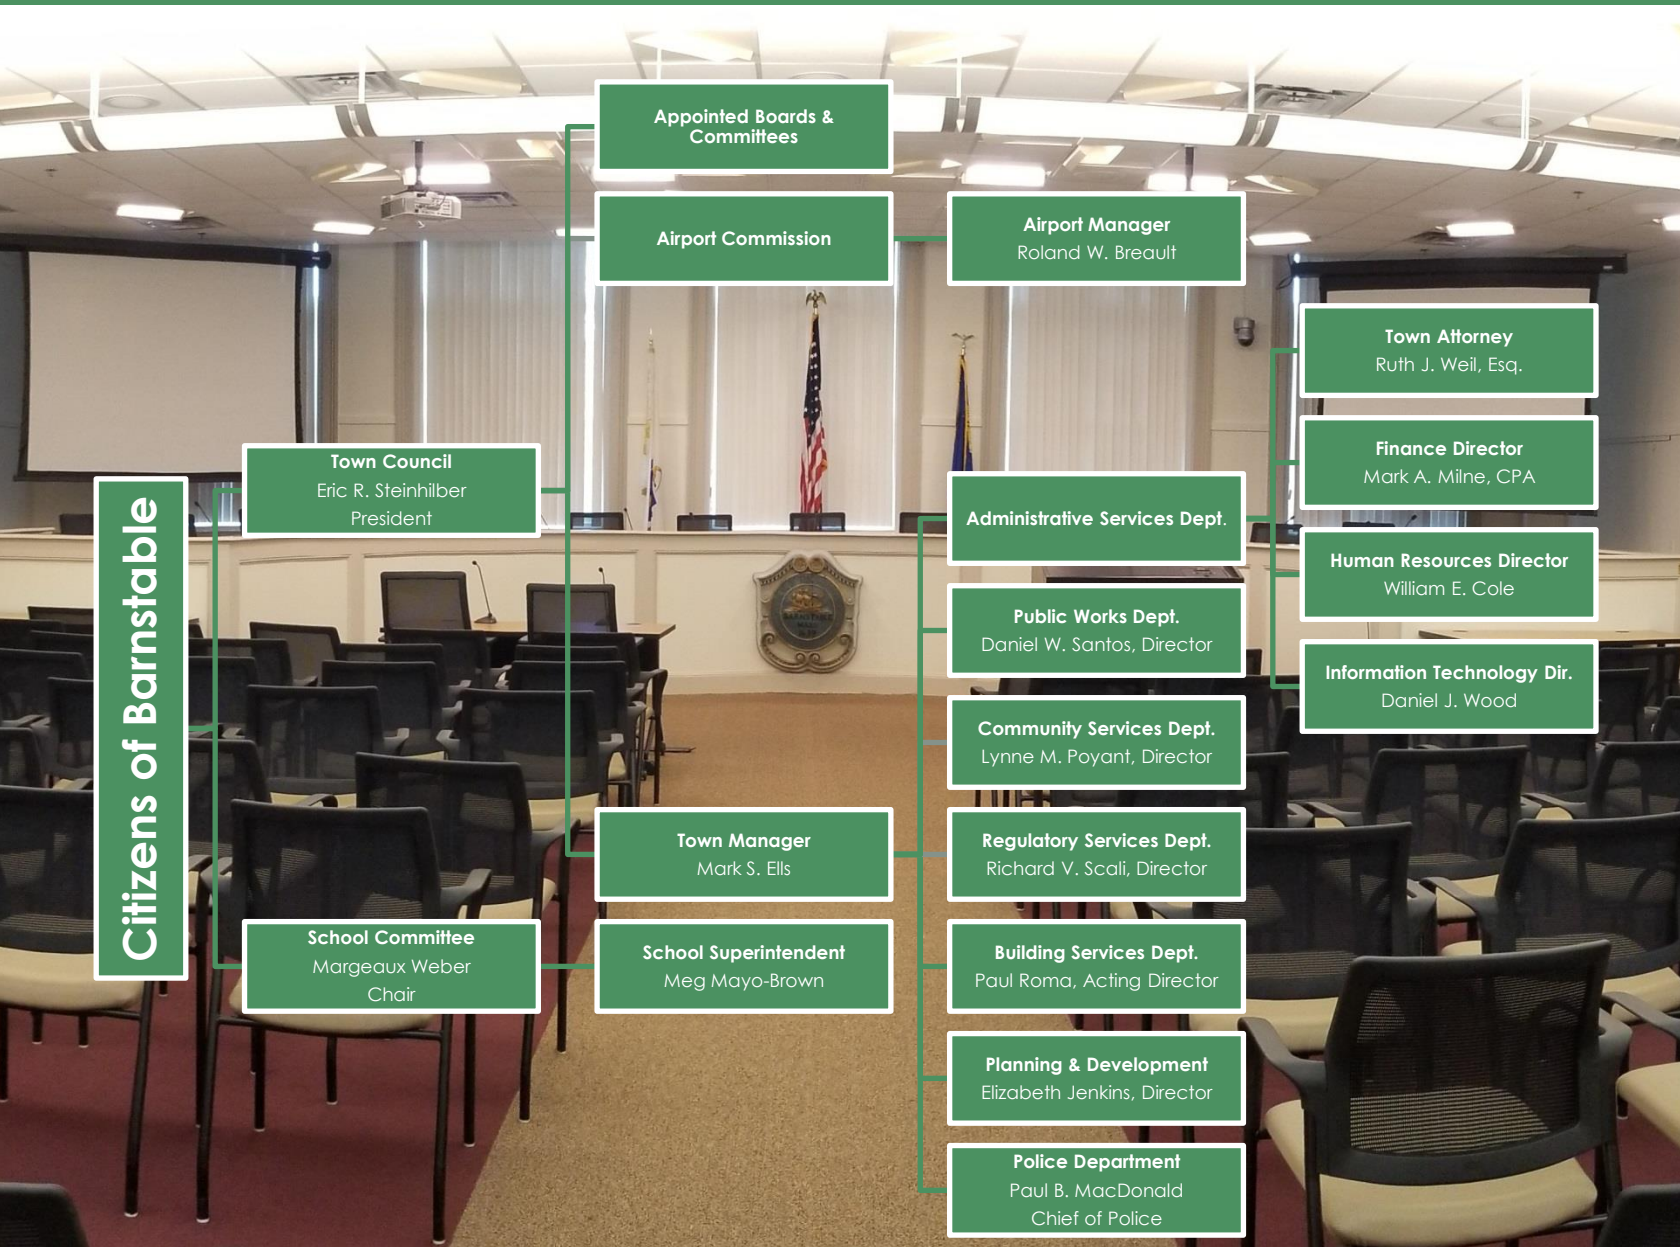 Citizens of Barnstable
Town Council
Eric R. Steinhilber
President
School Committee
Margeaux Weber
Chair
Appointed Boards &
Committees
Airport Commission
Town Manager
Mark S. Ells
School Superintendent
Meg Mayo-Brown
Airport Manager
Roland W. Breault
Administrative Services Dept.
Public Works Dept.
Daniel W. Santos, Director
Community Services Dept.
Lynne M. Poyant, Director
Regulatory Services Dept.
Richard V. Scali, Director
Building Services Dept.
Paul Roma, Acting Director
Planning & Development
Elizabeth Jenkins, Director
Police Department
Paul B. MacDonald
Chief of Police
Town Attorney
Ruth J. Weil, Esq.
Finance Director
Mark A. Milne, CPA
Human Resources Director
William E. Cole
Information Technology Dir.
Daniel J. Wood